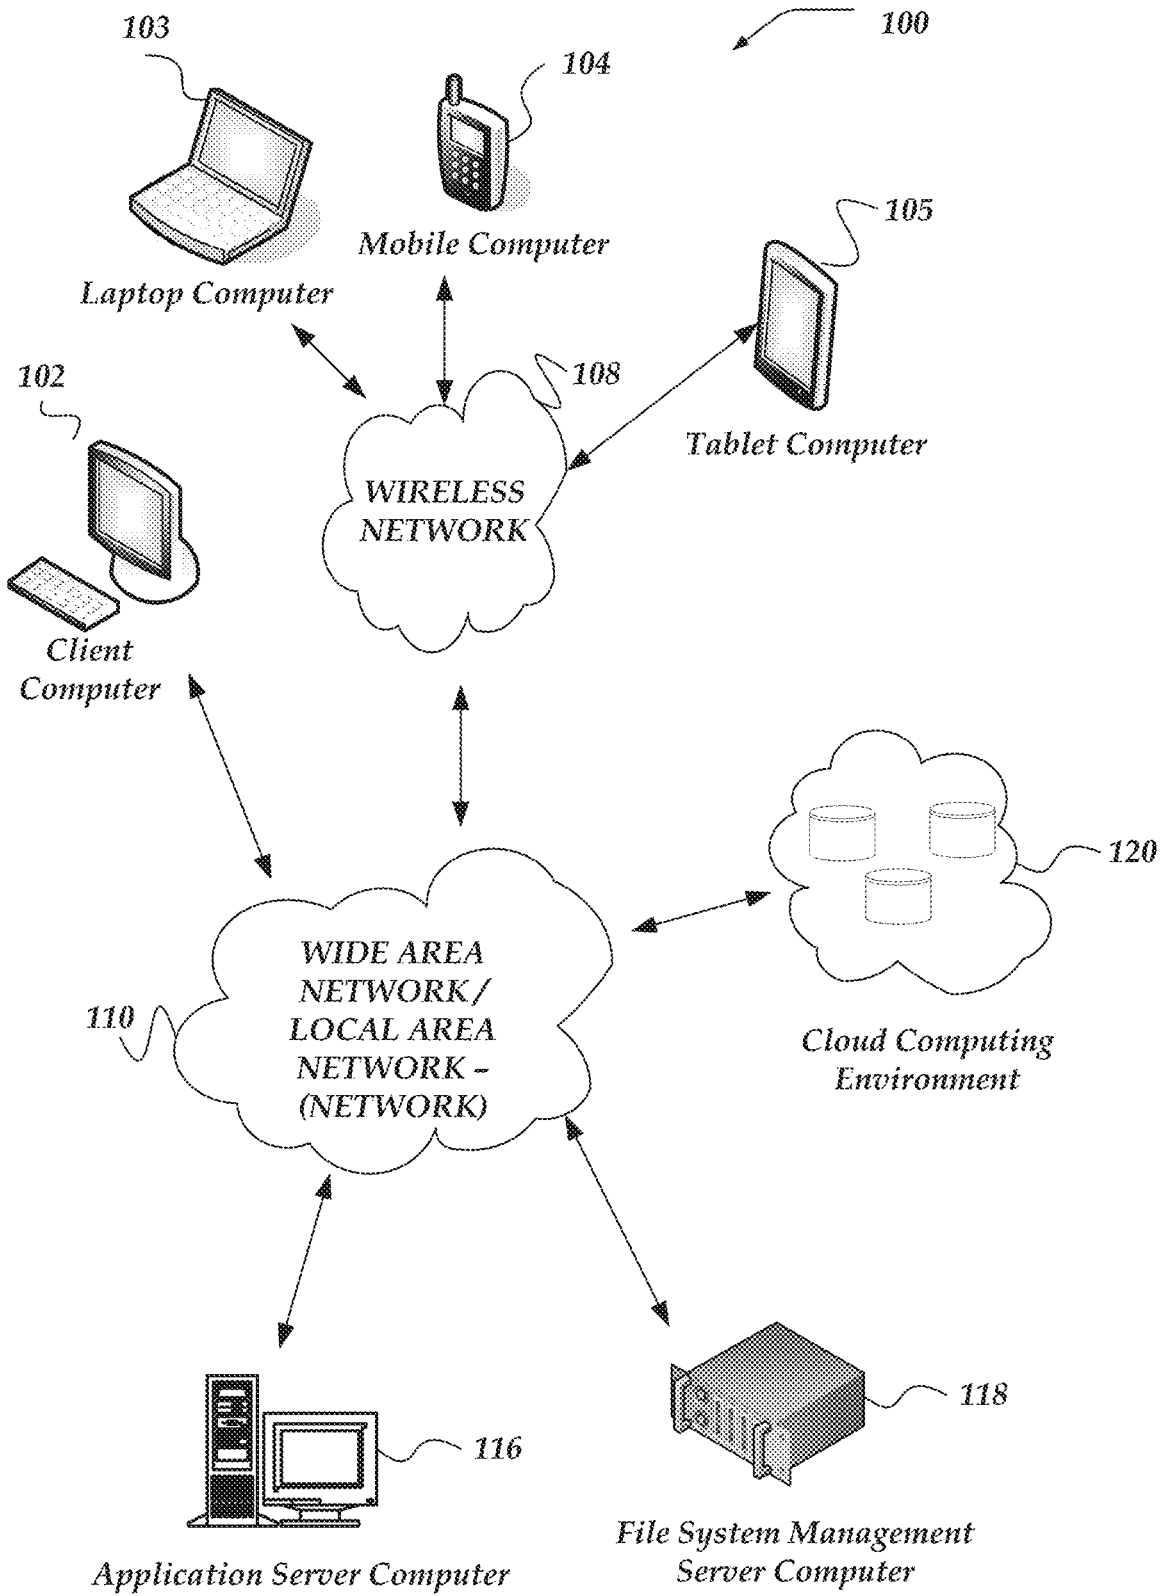 103
100
104
105
Mobile Computer
Laptop Computer
108
102
Tablet Computer
WIRELESS
NETWORK
Client
Computer
120
WIDE AREA
NETWORK /
LOCAL AREA
NETWORK –
(NETWORK)
110
Cloud Computing
Environment
118
116
File System Management
Server Computer
Application Server Computer